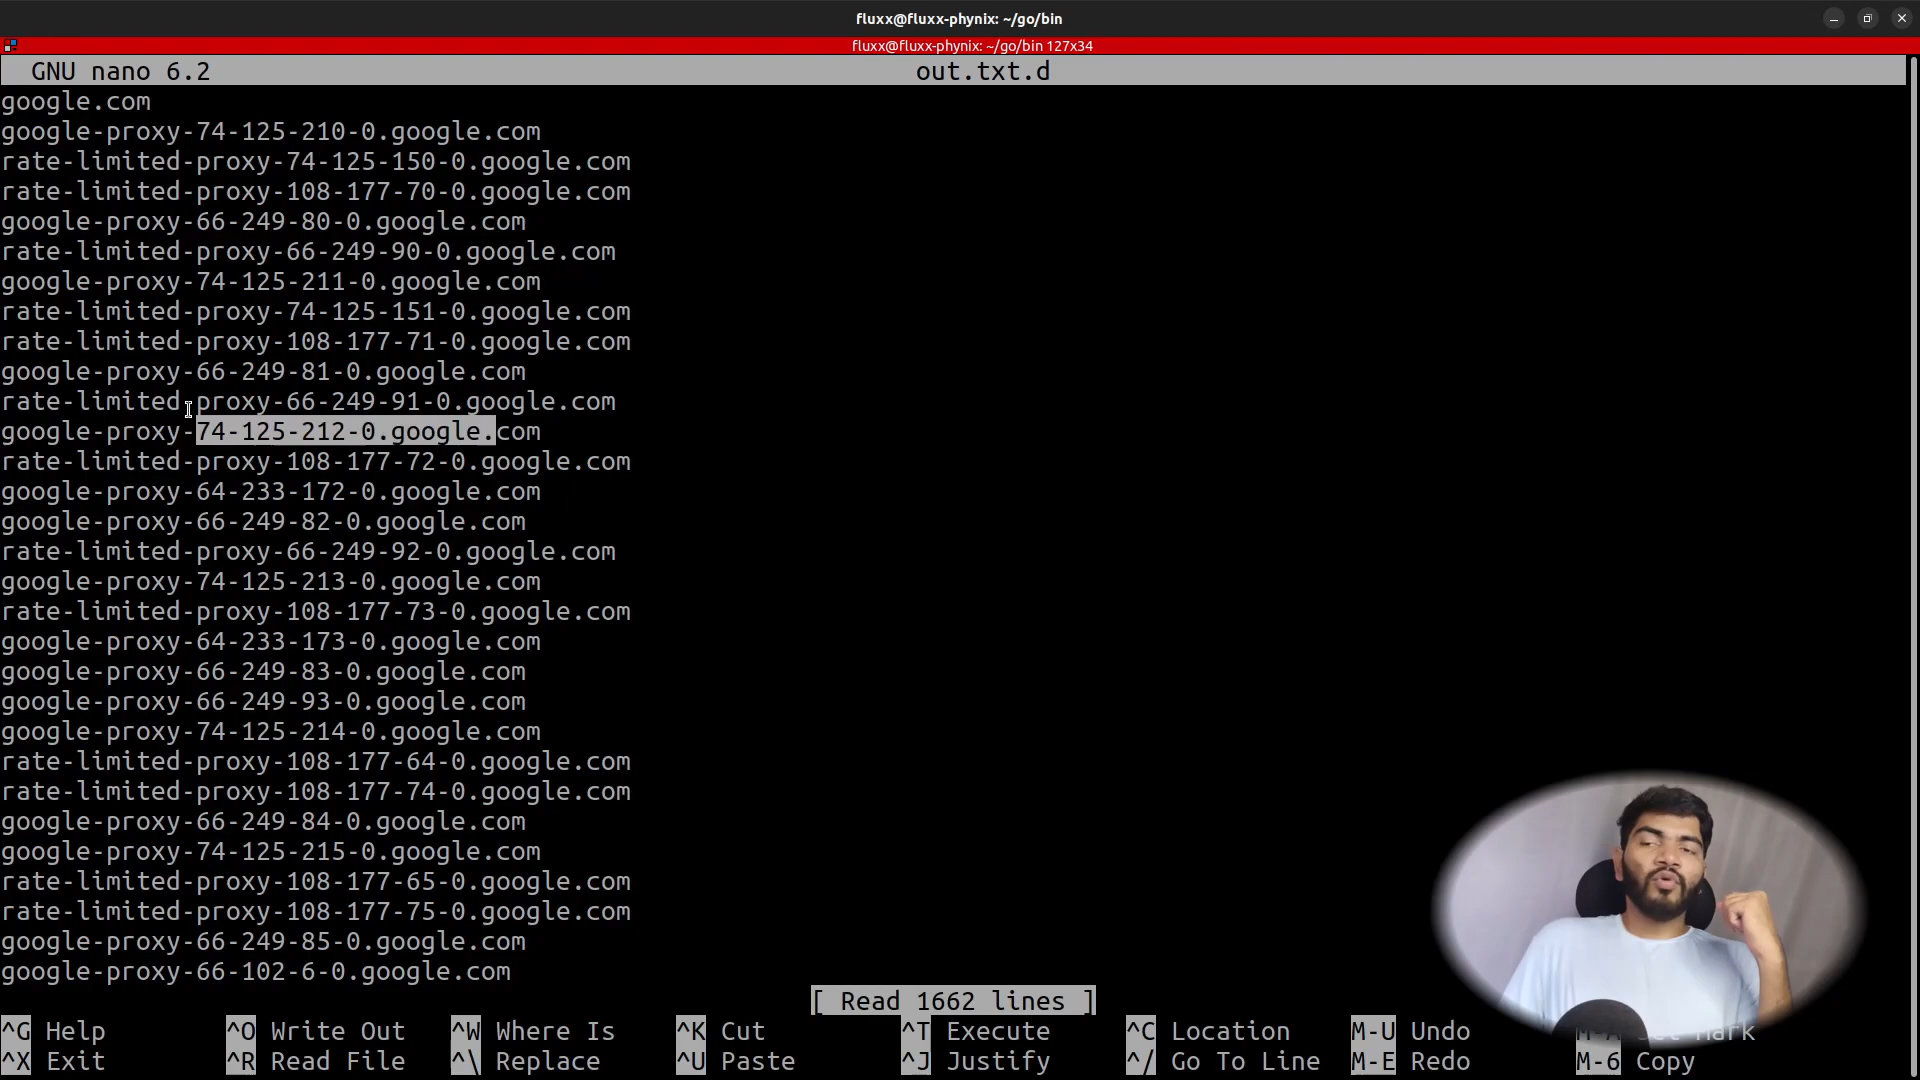 fluxx@fluxx-phynix: ~/go/bin
fluxx@fluxx-phynix: ~/go/bin 127x34
GNU nano 6.2 out.txt.d
google.com
google-proxy-74-125-210-0.google.com
rate-limited-proxy-74-125-150-0.google.com
rate-limited-proxy-108-177-70-0.google.com
google-proxy-66-249-80-0.google.com
rate-limited-proxy-66-249-90-0.google.com
google-proxy-74-125-211-0.google.com
rate-limited-proxy-74-125-151-0.google.com
rate-limited-proxy-108-177-71-0.google.com
google-proxy-66-249-81-0.google.com
rate-limited-proxy-66-249-91-0.google.com
google-proxy-74-125-212-0.google.com
rate-limited-proxy-108-177-72-0.google.com
google-proxy-64-233-172-0.google.com
google-proxy-66-249-82-0.google.com
rate-limited-proxy-66-249-92-0.google.com
google-proxy-74-125-213-0.google.com
rate-limited-proxy-108-177-73-0.google.com
google-proxy-64-233-173-0.google.com
google-proxy-66-249-83-0.google.com
google-proxy-66-249-93-0.google.com
google-proxy-74-125-214-0.google.com
rate-limited-proxy-108-177-64-0.google.com
rate-limited-proxy-108-177-74-0.google.com
google-proxy-66-249-84-0.google.com
google-proxy-74-125-215-0.google.com
rate-limited-proxy-108-177-65-0.google.com
rate-limited-proxy-108-177-75-0.google.com
google-proxy-66-249-85-0.google.com
google-proxy-66-102-6-0.google.com
[ Read 1662 lines ]
^G Help ^O Write Out ^W Where Is ^K Cut ^T Execute ^C Location M-U Undo Mark
^X Exit ^R Read File ^\ Replace ^U Paste ^J Justify ^/ Go To Line M-E Redo M-6 Copy